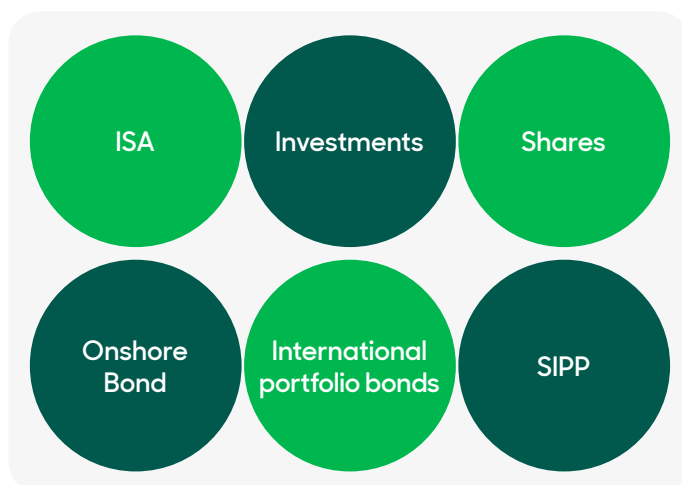 ISA
Investments
Shares
Onshore
Bond
International
portfolio bonds
SIPP